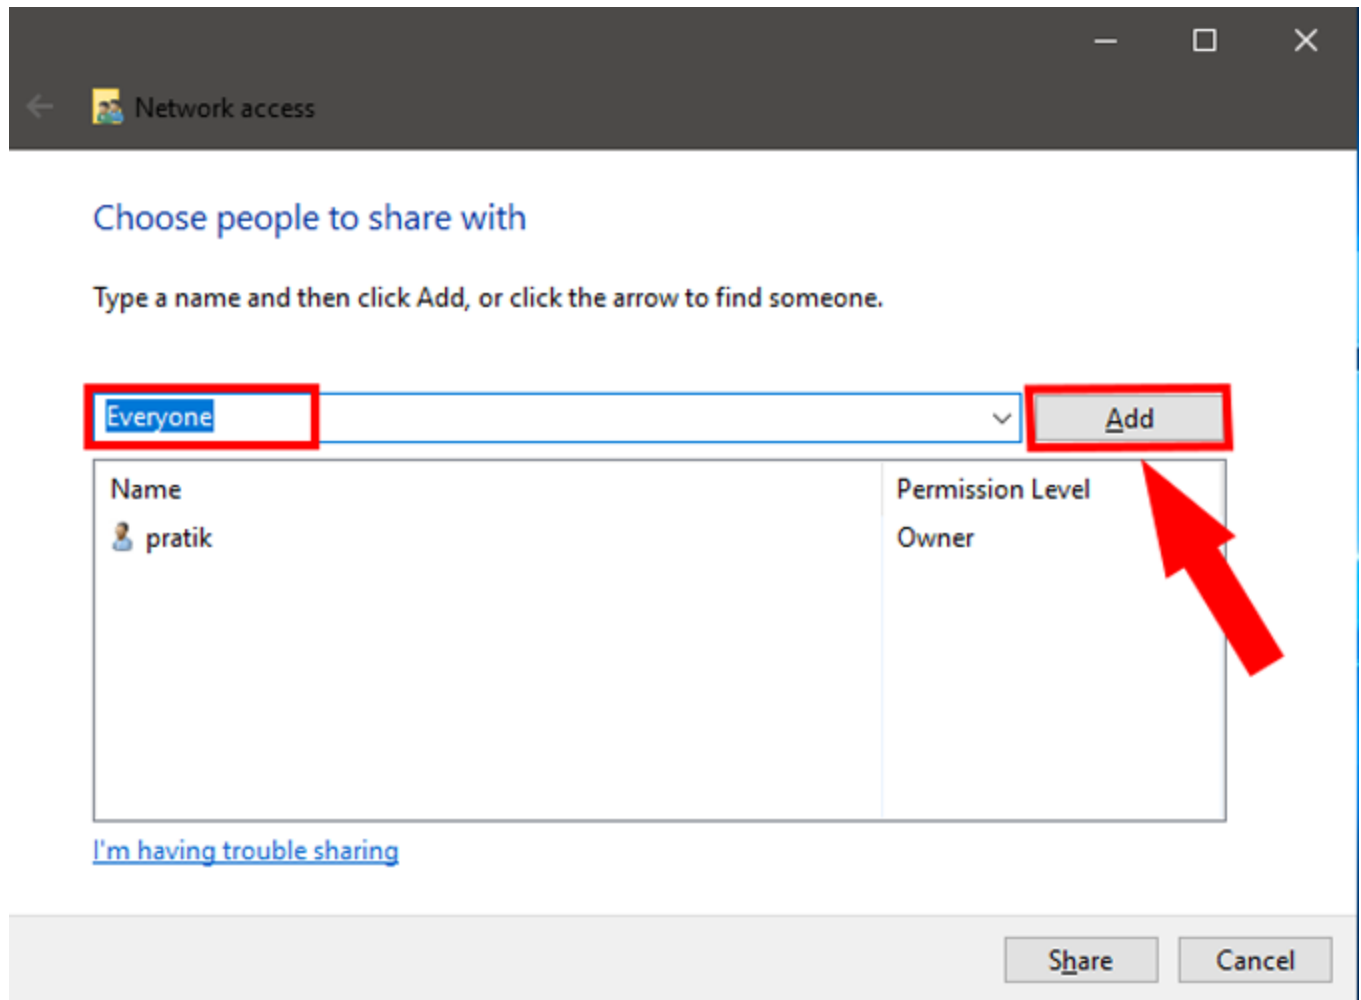 Network access
Choose people to share with
Type a name and then click Add, or click the arrow to find someone.
Everyone Add
Name Permission Level
pratik Owner
I'm having trouble sharing
Share Cancel